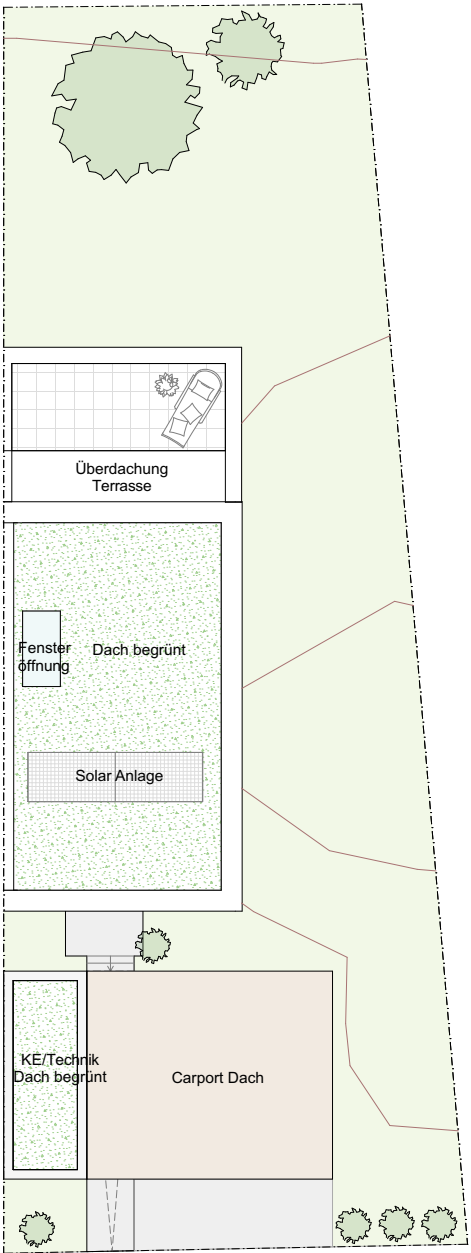 Überdachung
Terrasse
Fenster
öffnung
Dach begrünt
Solar Anlage
KE/Technik
Dach begrünt
Carport Dach